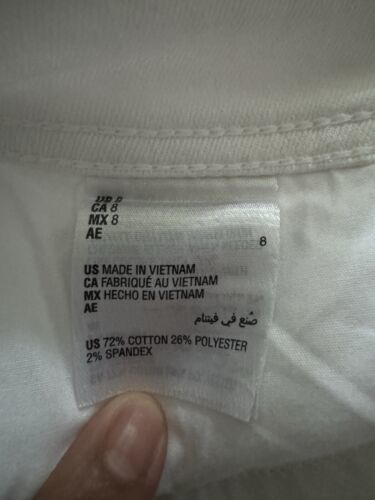 CA 8
MX 8
AE
8
US MADE IN VIETNAM
CA FABRIQUÉ AU VIETNAM
MX HECHO EN VIETNAM
AE
صُنع في فيتنام
US 72% COTTON 26% POLYESTER
2% SPANDEX